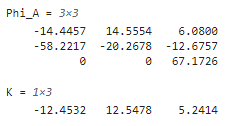 Phi_A = 3×3
-14.4457 14.5554 6.0800
-58.2217 -20.2678 -12.6757
0 0 67.1726
K = 1×3
-12.4532 12.5478 5.2414